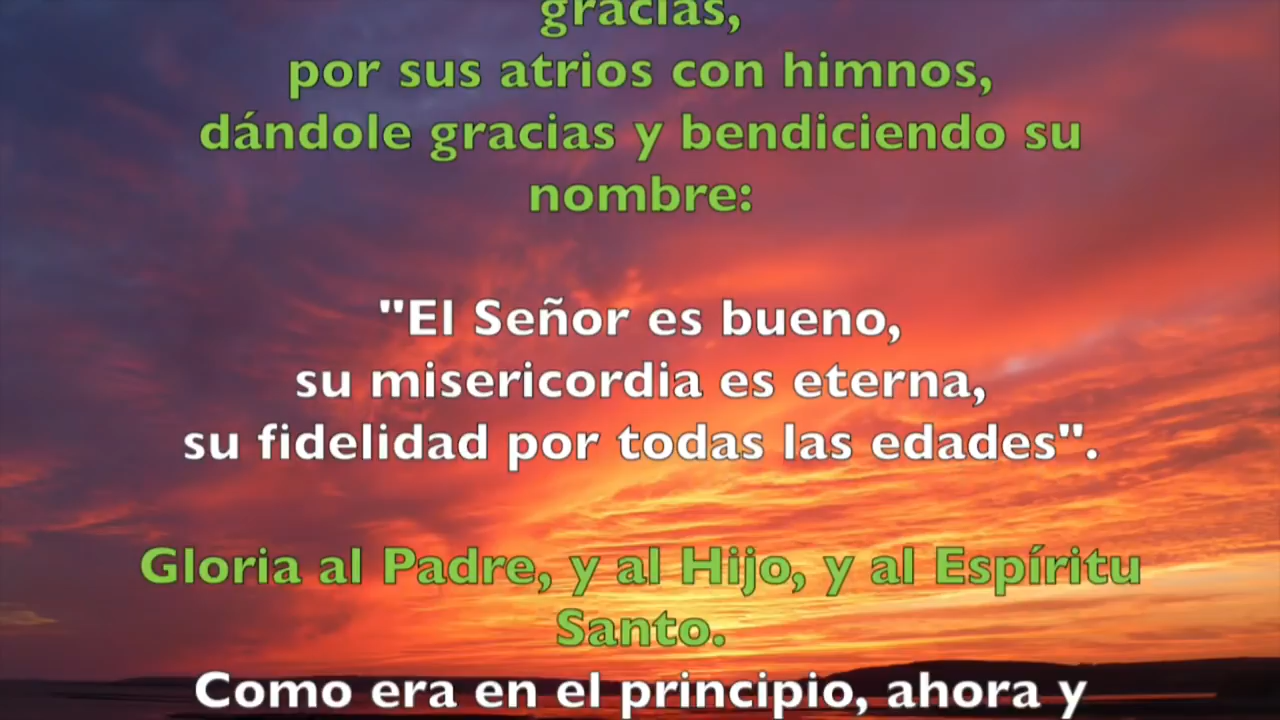 gracias,
por sus atrios con himnos,
dándole gracias y bendiciendo su
nombre:
"El Señor es bueno,
su misericordia es eterna,
su fidelidad por todas las edades".
Gloria al Padre, y al Hijo, y al Espíritu
Santo.
Como era en el principio, ahora y